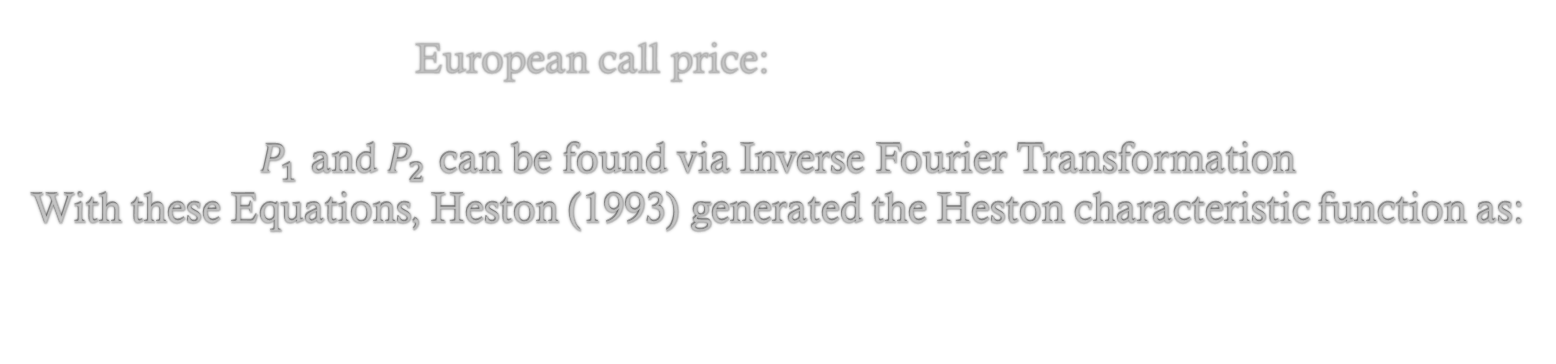 European call price:
P₁ and P₂ can be found via Inverse Fourier Transformation
With these Equations, Heston (1993) generated the Heston characteristic function as: